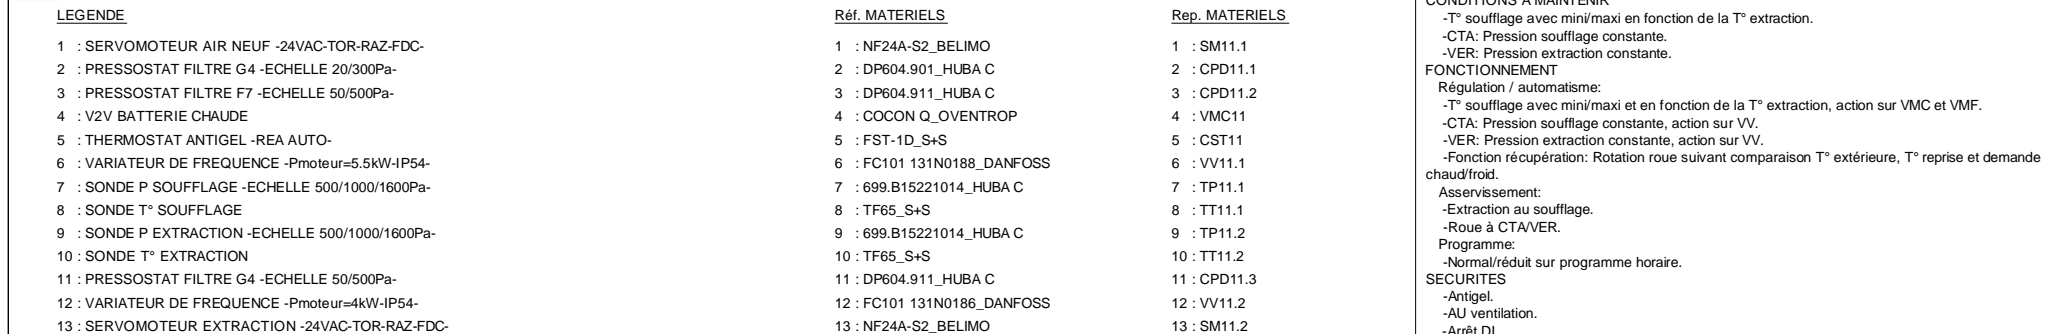 LEGENDE
1 : SERVOMOTEUR AIR NEUF -24VAC-TOR-RAZ-FDC-
2 : PRESSOSTAT FILTRE G4 -ECHELLE 20/300Pa-
3 : PRESSOSTAT FILTRE F7 -ECHELLE 50/500Pa-
4 : V2V BATTERIE CHAUDE
5 : THERMOSTAT ANTIGEL -REA AUTO-
6 : VARIATEUR DE FREQUENCE -Pmoteur=5.5kW-IP54-
7 : SONDE P SOUFFLAGE -ECHELLE 500/1000/1600Pa-
8 : SONDE T° SOUFFLAGE
9 : SONDE P EXTRACTION -ECHELLE 500/1000/1600Pa-
10 : SONDE T° EXTRACTION
11 : PRESSOSTAT FILTRE G4 -ECHELLE 50/500Pa-
12 : VARIATEUR DE FREQUENCE -Pmoteur=4kW-IP54-
13 : SERVOMOTEUR EXTRACTION -24VAC-TOR-RAZ-FDC-
Réf. MATERIELS
1 : NF24A-S2_BELIMO
2 : DP604.901_HUBA C
3 : DP604.911_HUBA C
4 : COCON Q_OVENTROP
5 : FST-1D_S+S
6 : FC101 131N0188_DANFOSS
7 : 699.B15221014_HUBA C
8 : TF65_S+S
9 : 699.B15221014_HUBA C
10 : TF65_S+S
11 : DP604.911_HUBA C
12 : FC101 131N0186_DANFOSS
13 : NF24A-S2_BELIMO
Rep. MATERIELS
1 : SM11.1
2 : CPD11.1
3 : CPD11.2
4 : VMC11
5 : CST11
6 : VV11.1
7 : TP11.1
8 : TT11.1
9 : TP11.2
10 : TT11.2
11 : CPD11.3
12 : VV11.2
13 : SM11.2
CONDITIONS A MAINTENIR
-T° soufflage avec mini/maxi en fonction de la T° extraction.
-CTA: Pression soufflage constante.
-VER: Pression extraction constante.
FONCTIONNEMENT
Régulation / automatisme:
-T° soufflage avec mini/maxi et en fonction de la T° extraction, action sur VMC et VMF.
-CTA: Pression soufflage constante, action sur VV.
-VER: Pression extraction constante, action sur VV.
-Fonction récupération: Rotation roue suivant comparaison T° extérieure, T° reprise et demande
chaud/froid.
Asservissement:
-Extraction au soufflage.
-Roue à CTA/VER.
Programme:
-Normal/réduit sur programme horaire.
SECURITES
-Antigel.
-AU ventilation.
-Arrêt DI